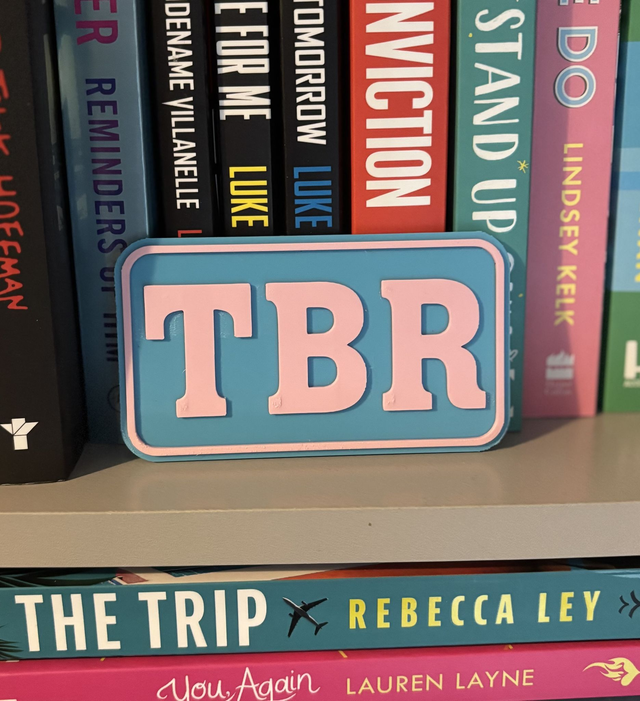 HOFFMAN
ER REMINDERS OF HIM
CODENAME VILLANELLE
E FOR ME LUKE
TOMORROW LUKE
NVICTION
STAND UP
E DO LINDSEY KELK
TBR
THE TRIP REBECCA LEY
You, Again LAUREN LAYNE